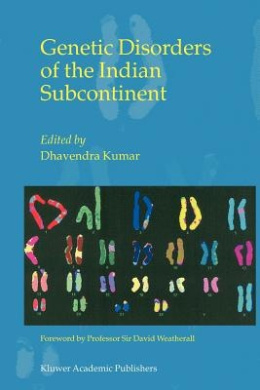 Genetic Disorders
of the Indian
Subcontinent
Edited by
Dhavendra Kumar
Foreword by Professor Sir David Weatherall
Kluwer Academic Publishers